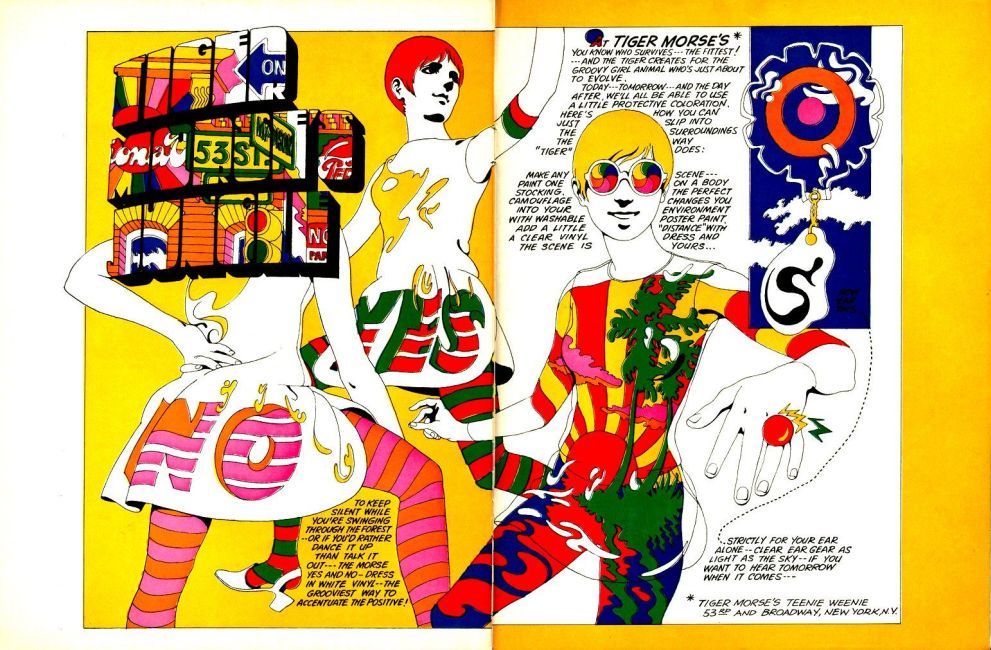 ON
onal
53 ST.
NO
PAR
YES
NO
TO KEEP
SILENT WHILE
YOU'RE SWINGING
THROUGH THE FOREST
--OR IF YOU'D RATHER
DANCE IT UP
THAN TALK IT
OUT--- THE MORSE
YES AND NO-DRESS
IN WHITE VINYL--THE
GROOVIEST WAY TO
ACCENTUATE THE POSITIVE!
AT TIGER MORSE'S *
YOU KNOW WHO SURVIVES--- THE FITTEST!
---AND THE TIGER CREATES FOR THE
GROOVY GIRL ANIMAL WHO'S JUST ABOUT
TO EVOLVE.
TODAY---TOMORROW---AND THE DAY
AFTER, WE'LL ALL BE ABLE TO USE
A LITTLE PROTECTIVE COLORATION.
HERE'S HOW YOU CAN
JUST SLIP INTO
THE SURROUNDINGS
THE WAY
"TIGER" DOES:
MAKE ANY SCENE---
PAINT ONE ON A BODY
STOCKING. THE PERFECT
CAMOUFLAGE CHANGES YOU
INTO YOUR ENVIRONMENT
WITH WASHABLE POSTER PAINT.
ADD A LITTLE "DISTANCE" WITH
A CLEAR VINYL DRESS AND
THE SCENE IS YOURS...
S
STRICTLY FOR YOUR EAR
ALONE--CLEAR EAR GEAR AS
LIGHT AS THE SKY--IF YOU
WANT TO HEAR TOMORROW
WHEN IT COMES---
* TIGER MORSE'S TEENIE WEENIE
53RD AND BROADWAY, NEW YORK, N.Y.